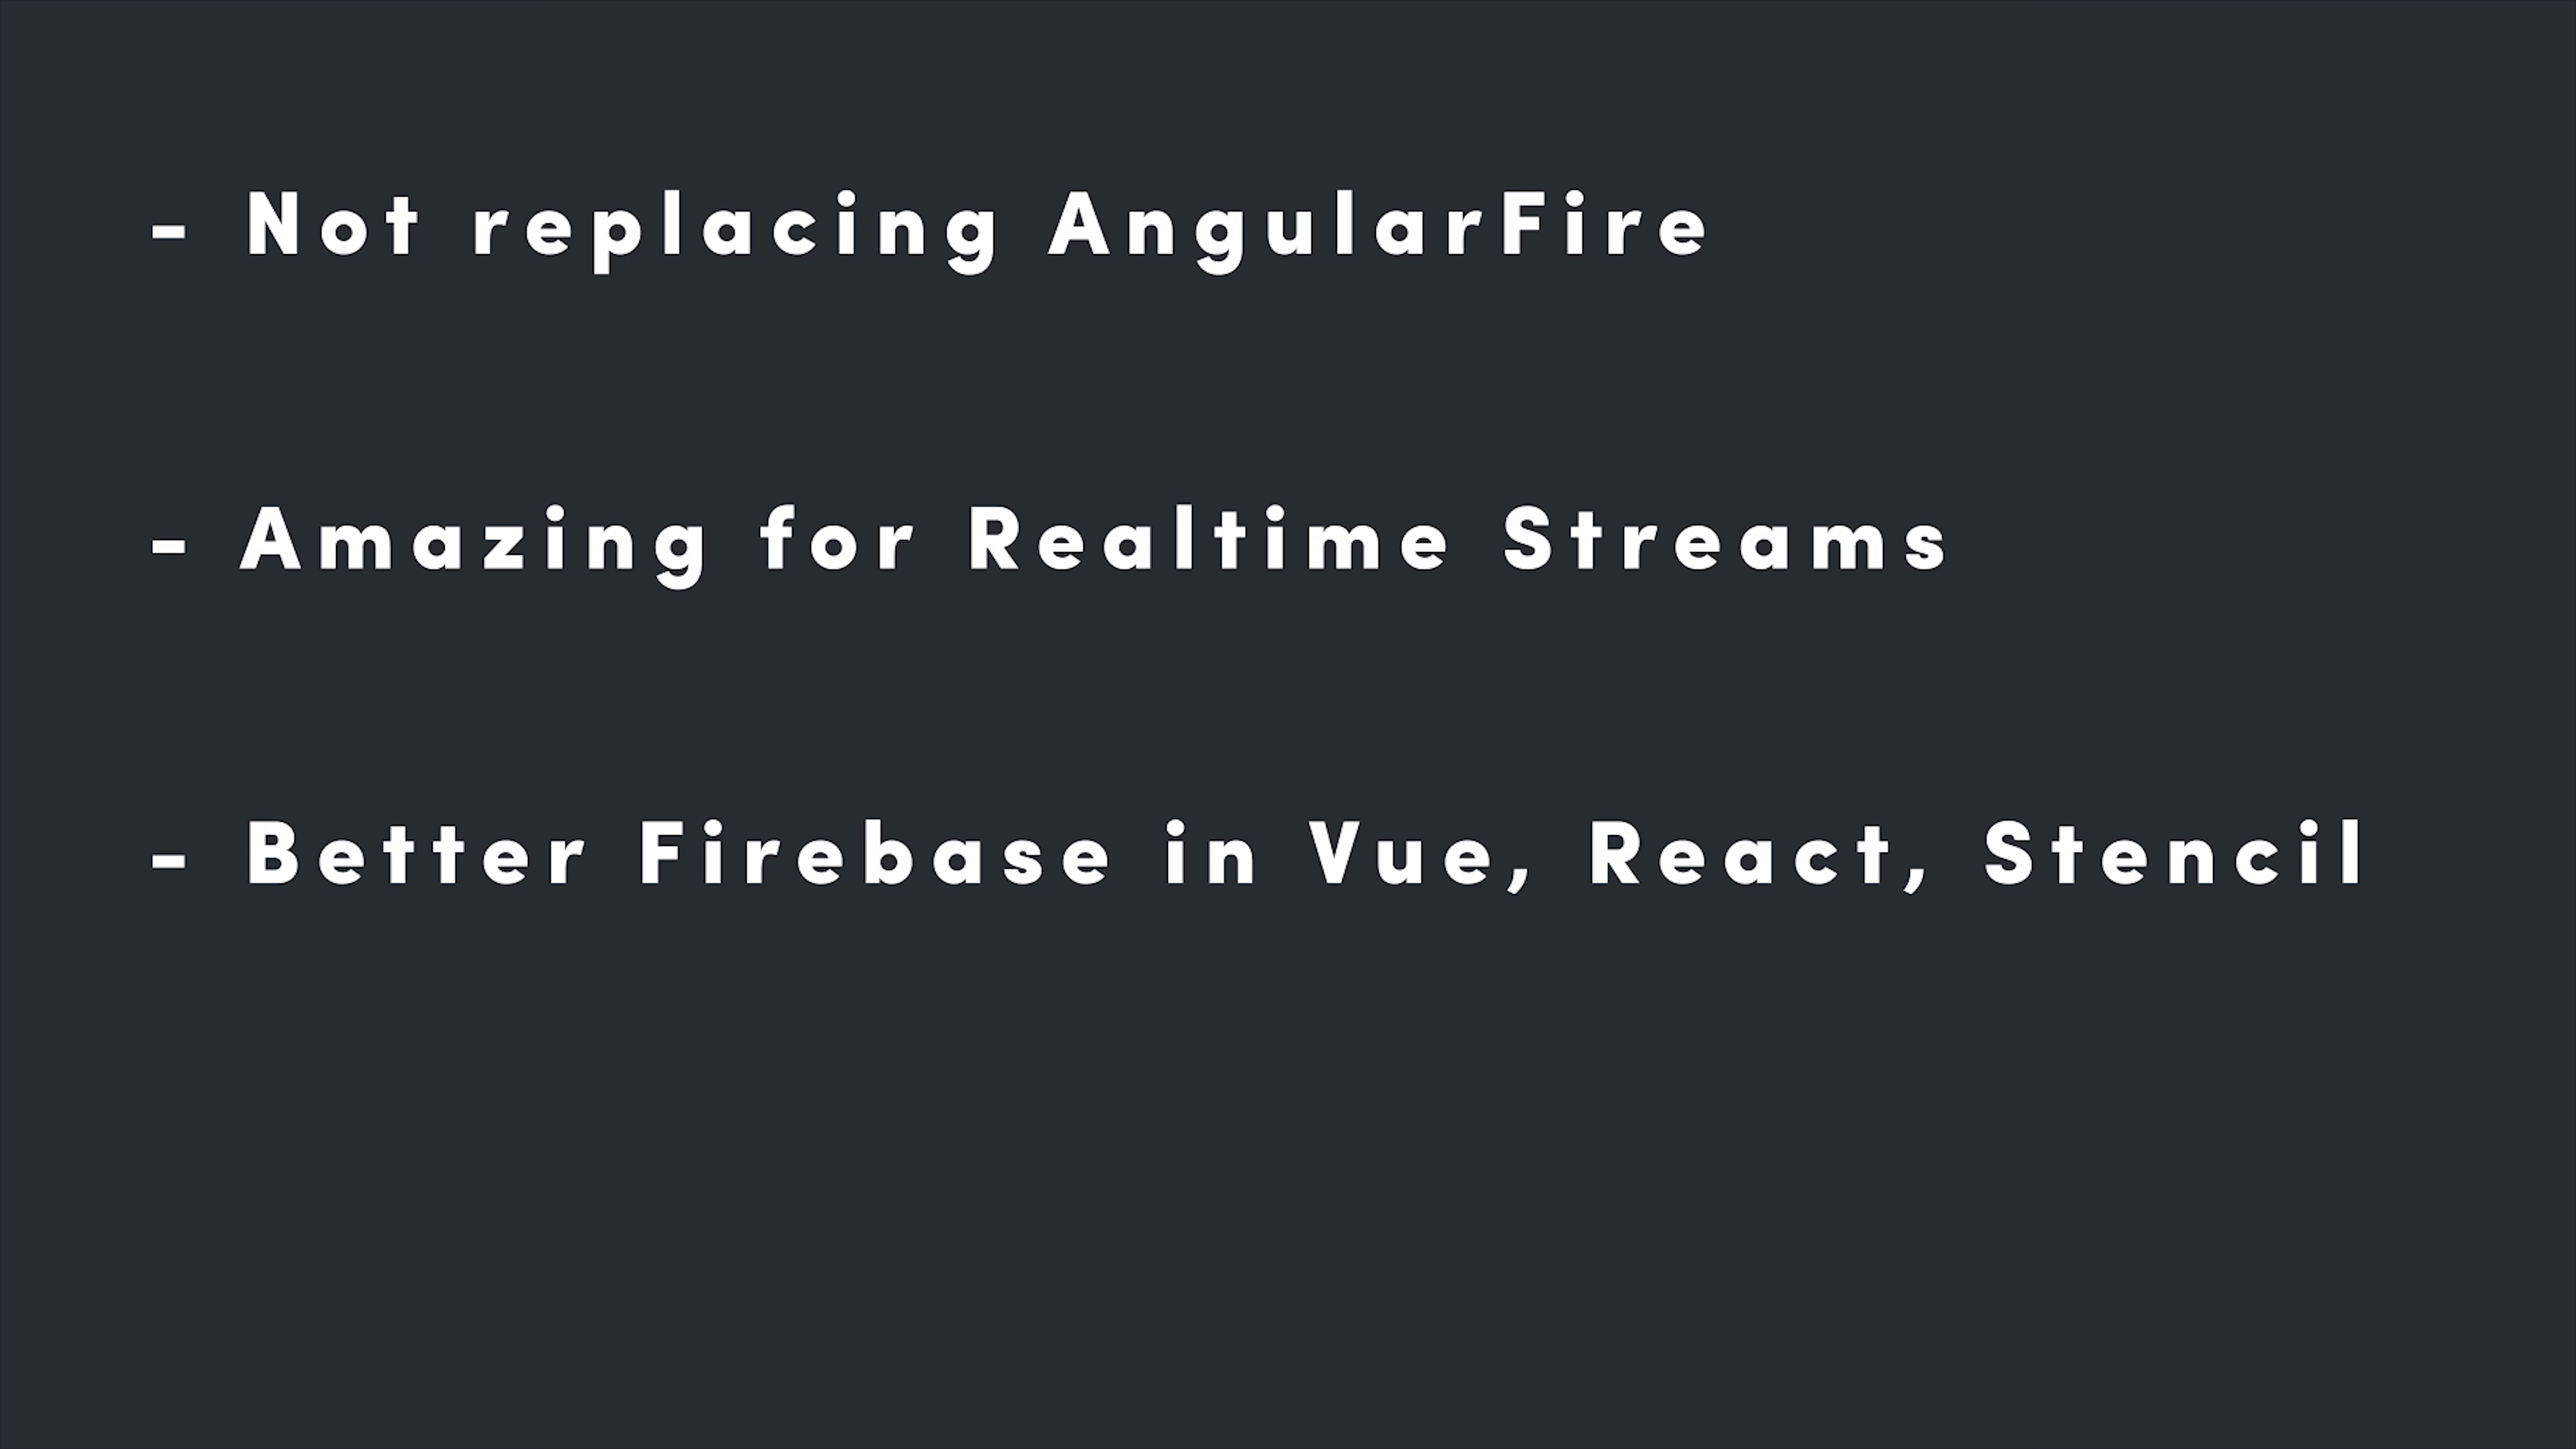 - Not replacing AngularFire
- Amazing for Realtime Streams
- Better Firebase in Vue, React, Stencil